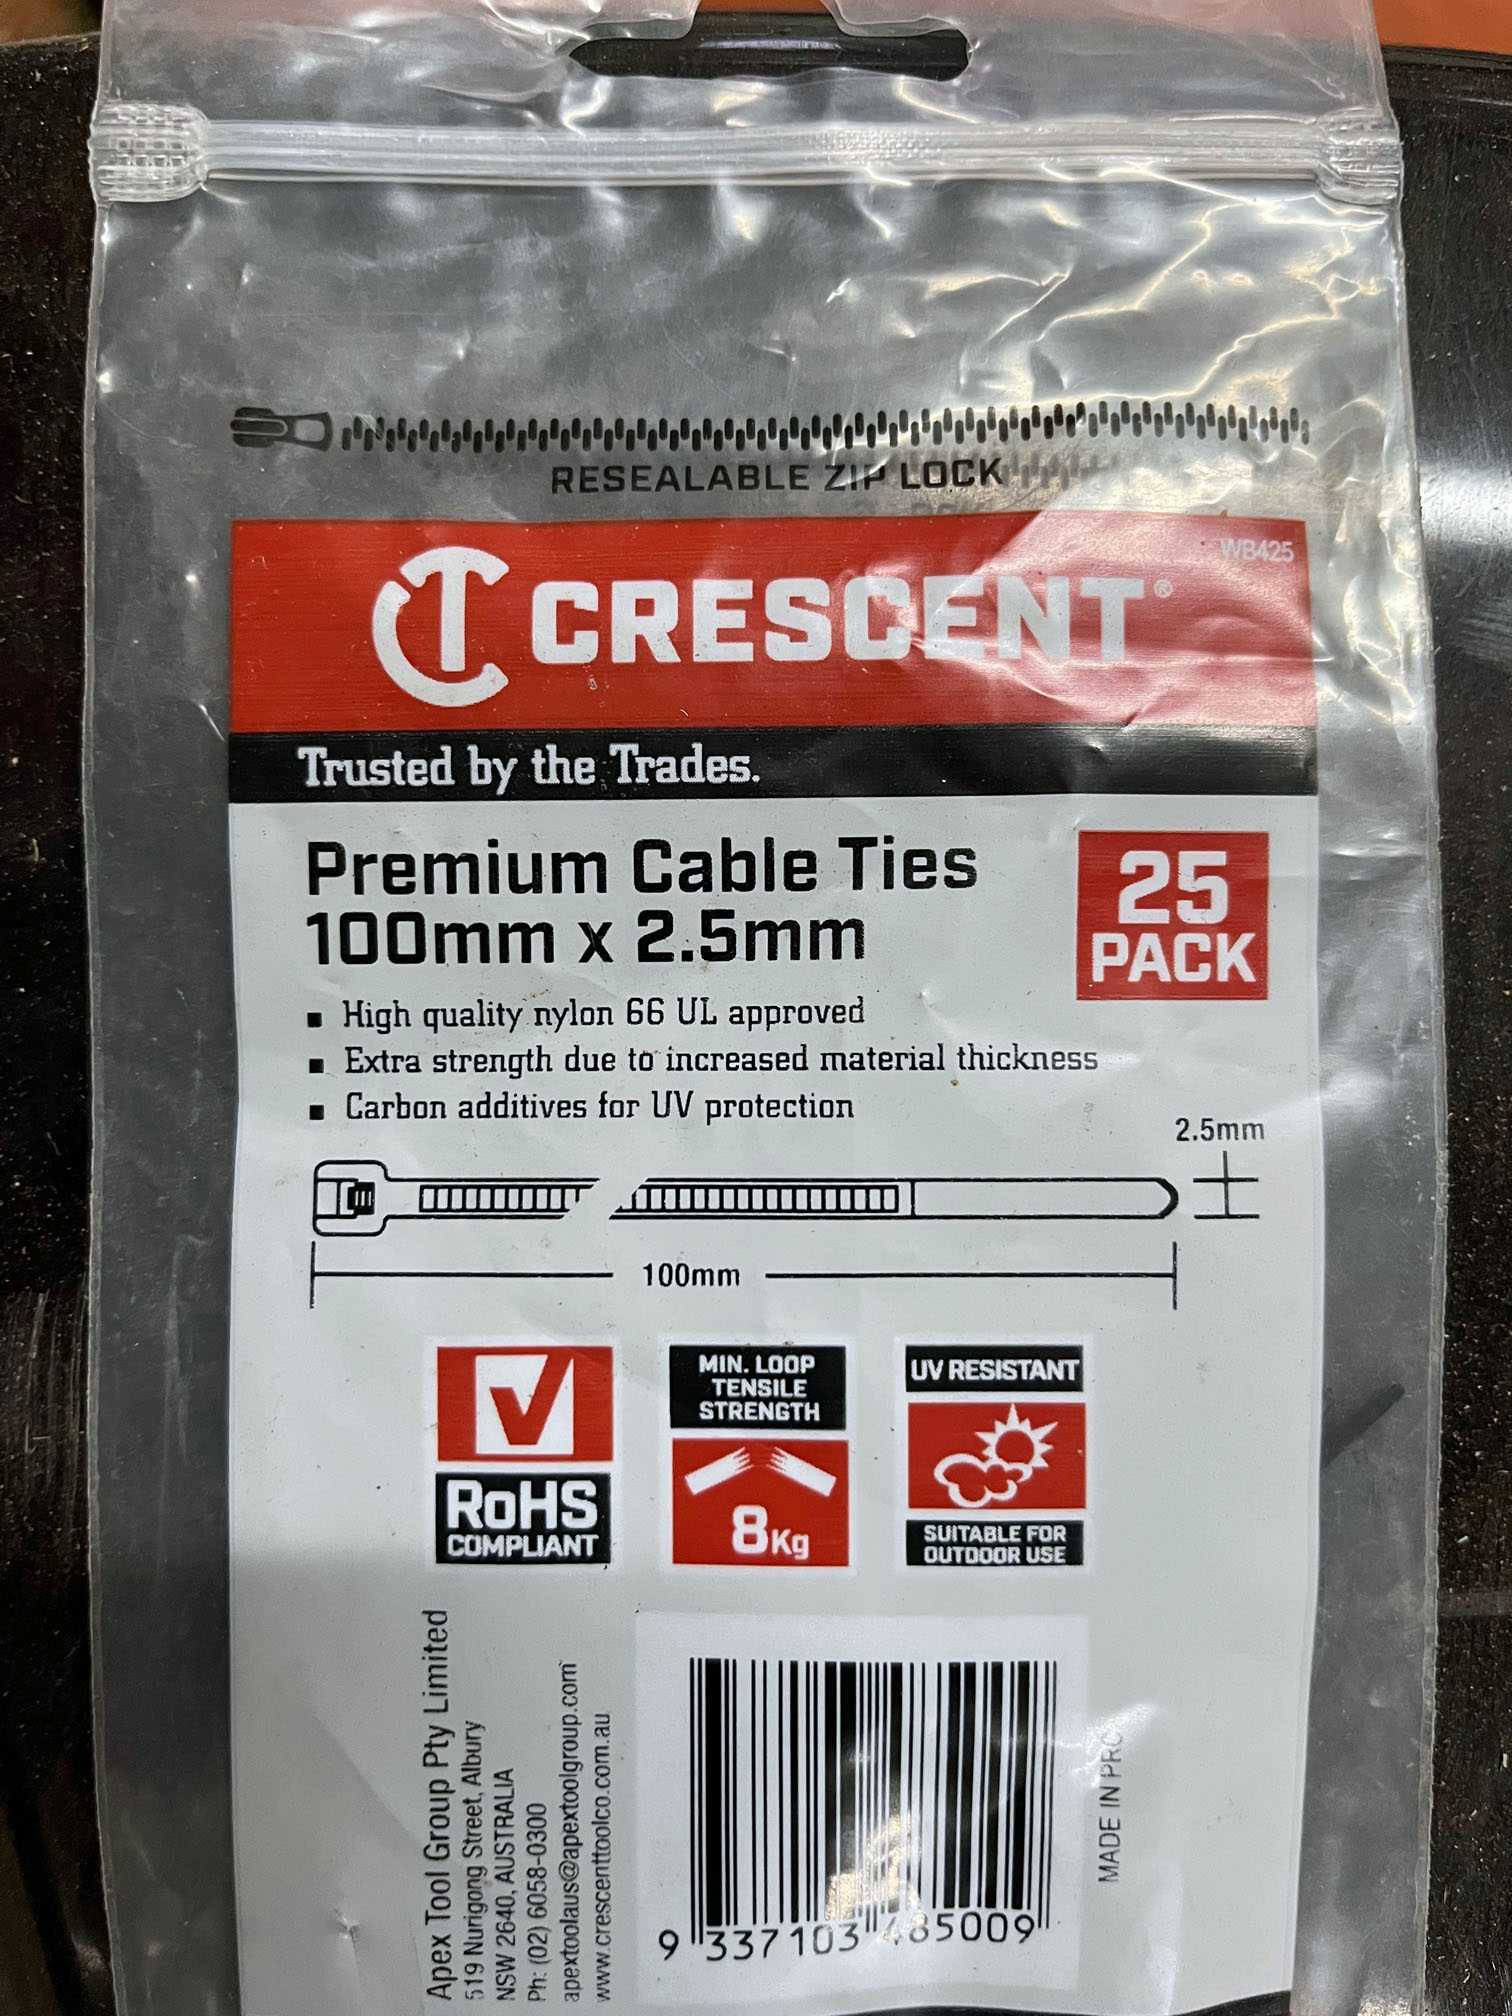 RESEALABLE ZIP LOCK
WB425
CRESCENT®
Trusted by the Trades.
Premium Cable Ties
100mm x 2.5mm
25
PACK
▪ High quality nylon 66 UL approved
▪ Extra strength due to increased material thickness
▪ Carbon additives for UV protection
2.5mm
100mm
RoHS
COMPLIANT
MIN. LOOP
TENSILE
STRENGTH
8Kg
UV RESISTANT
SUITABLE FOR
OUTDOOR USE
Apex Tool Group Pty Limited
519 Nurigong Street, Albury
NSW 2640, AUSTRALIA
Ph: (02) 6058-0300
apextoolaus@apextoolgroup.com
www.crescenttoolco.com.au
9 337103 485009
MADE IN PRC